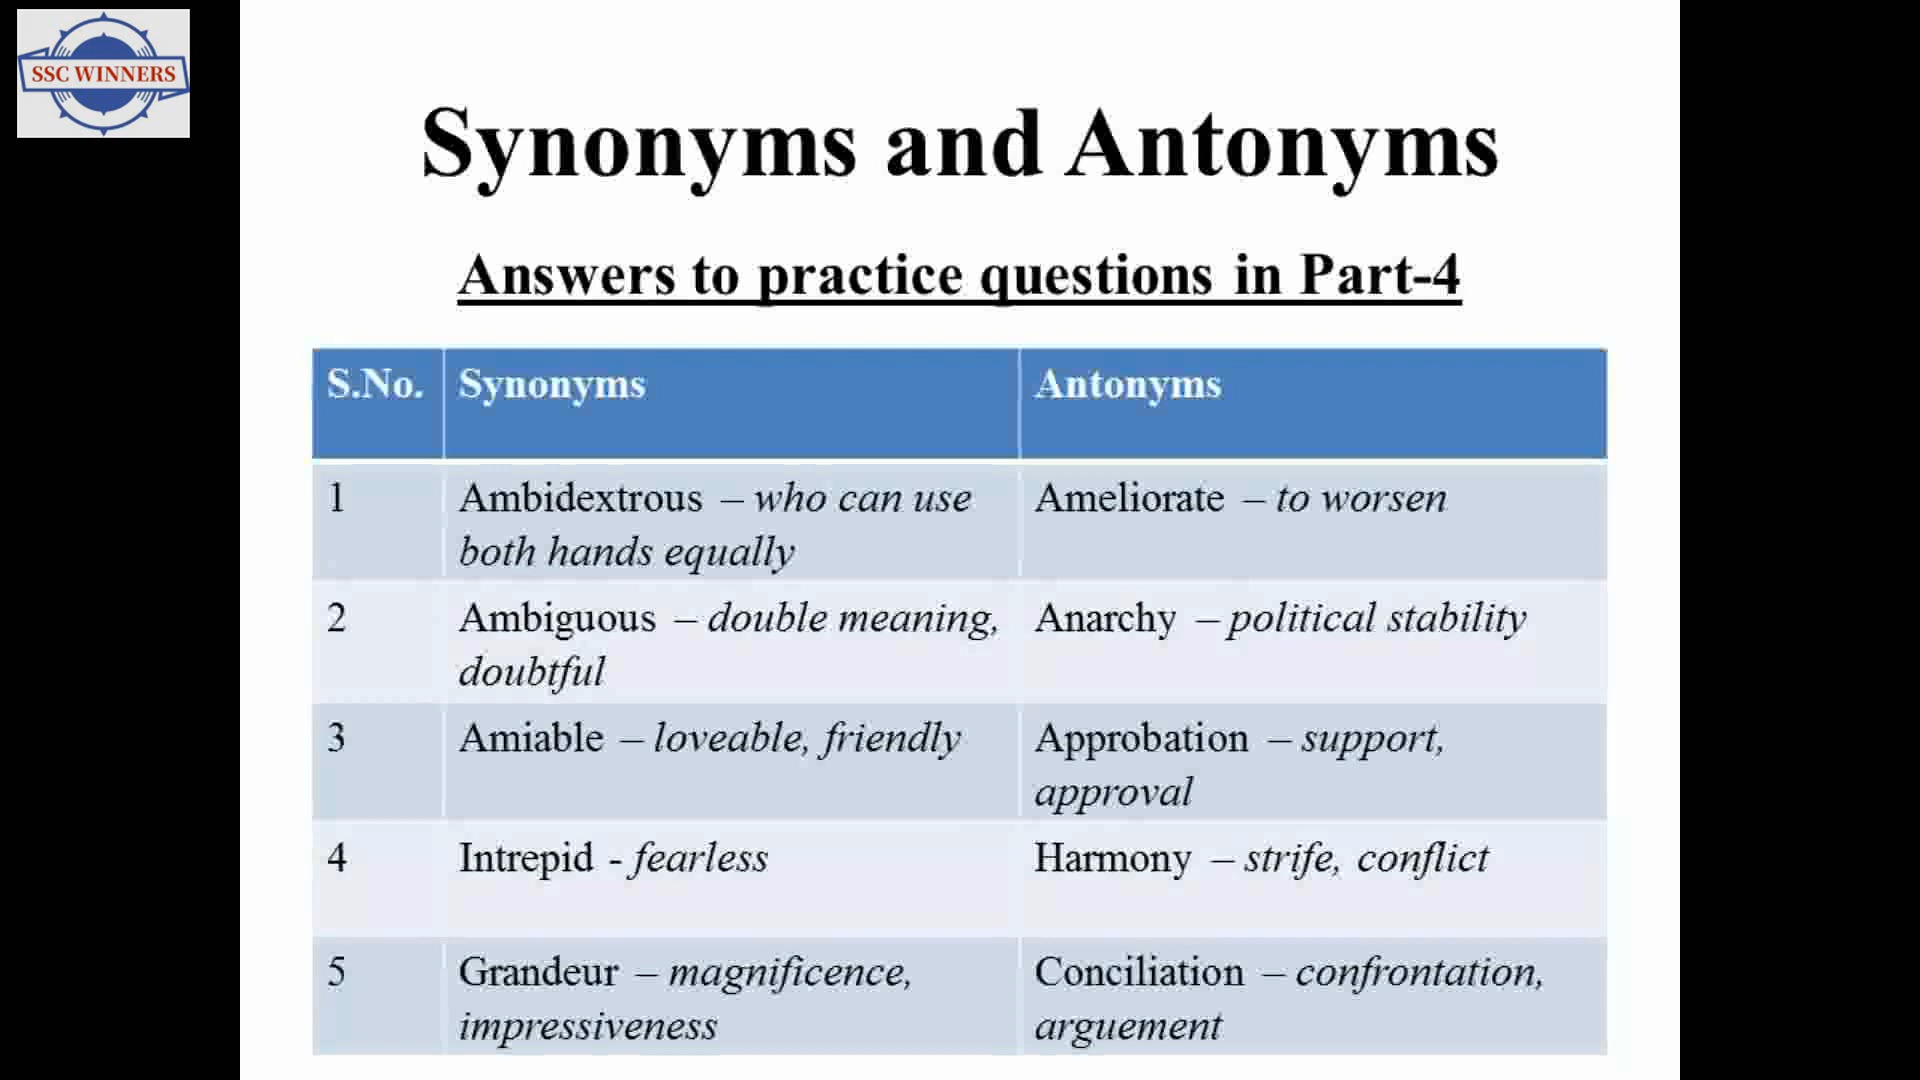 SSC WINNERS
Synonyms and Antonyms
Answers to practice questions in Part-4
S.No. Synonyms Antonyms
1 Ambidextrous – who can use Ameliorate – to worsen
both hands equally
2 Ambiguous – double meaning, Anarchy – political stability
doubtful
3 Amiable – loveable, friendly Approbation – support,
approval
4 Intrepid - fearless Harmony – strife, conflict
5 Grandeur – magnificence, Conciliation – confrontation,
impressiveness arguement